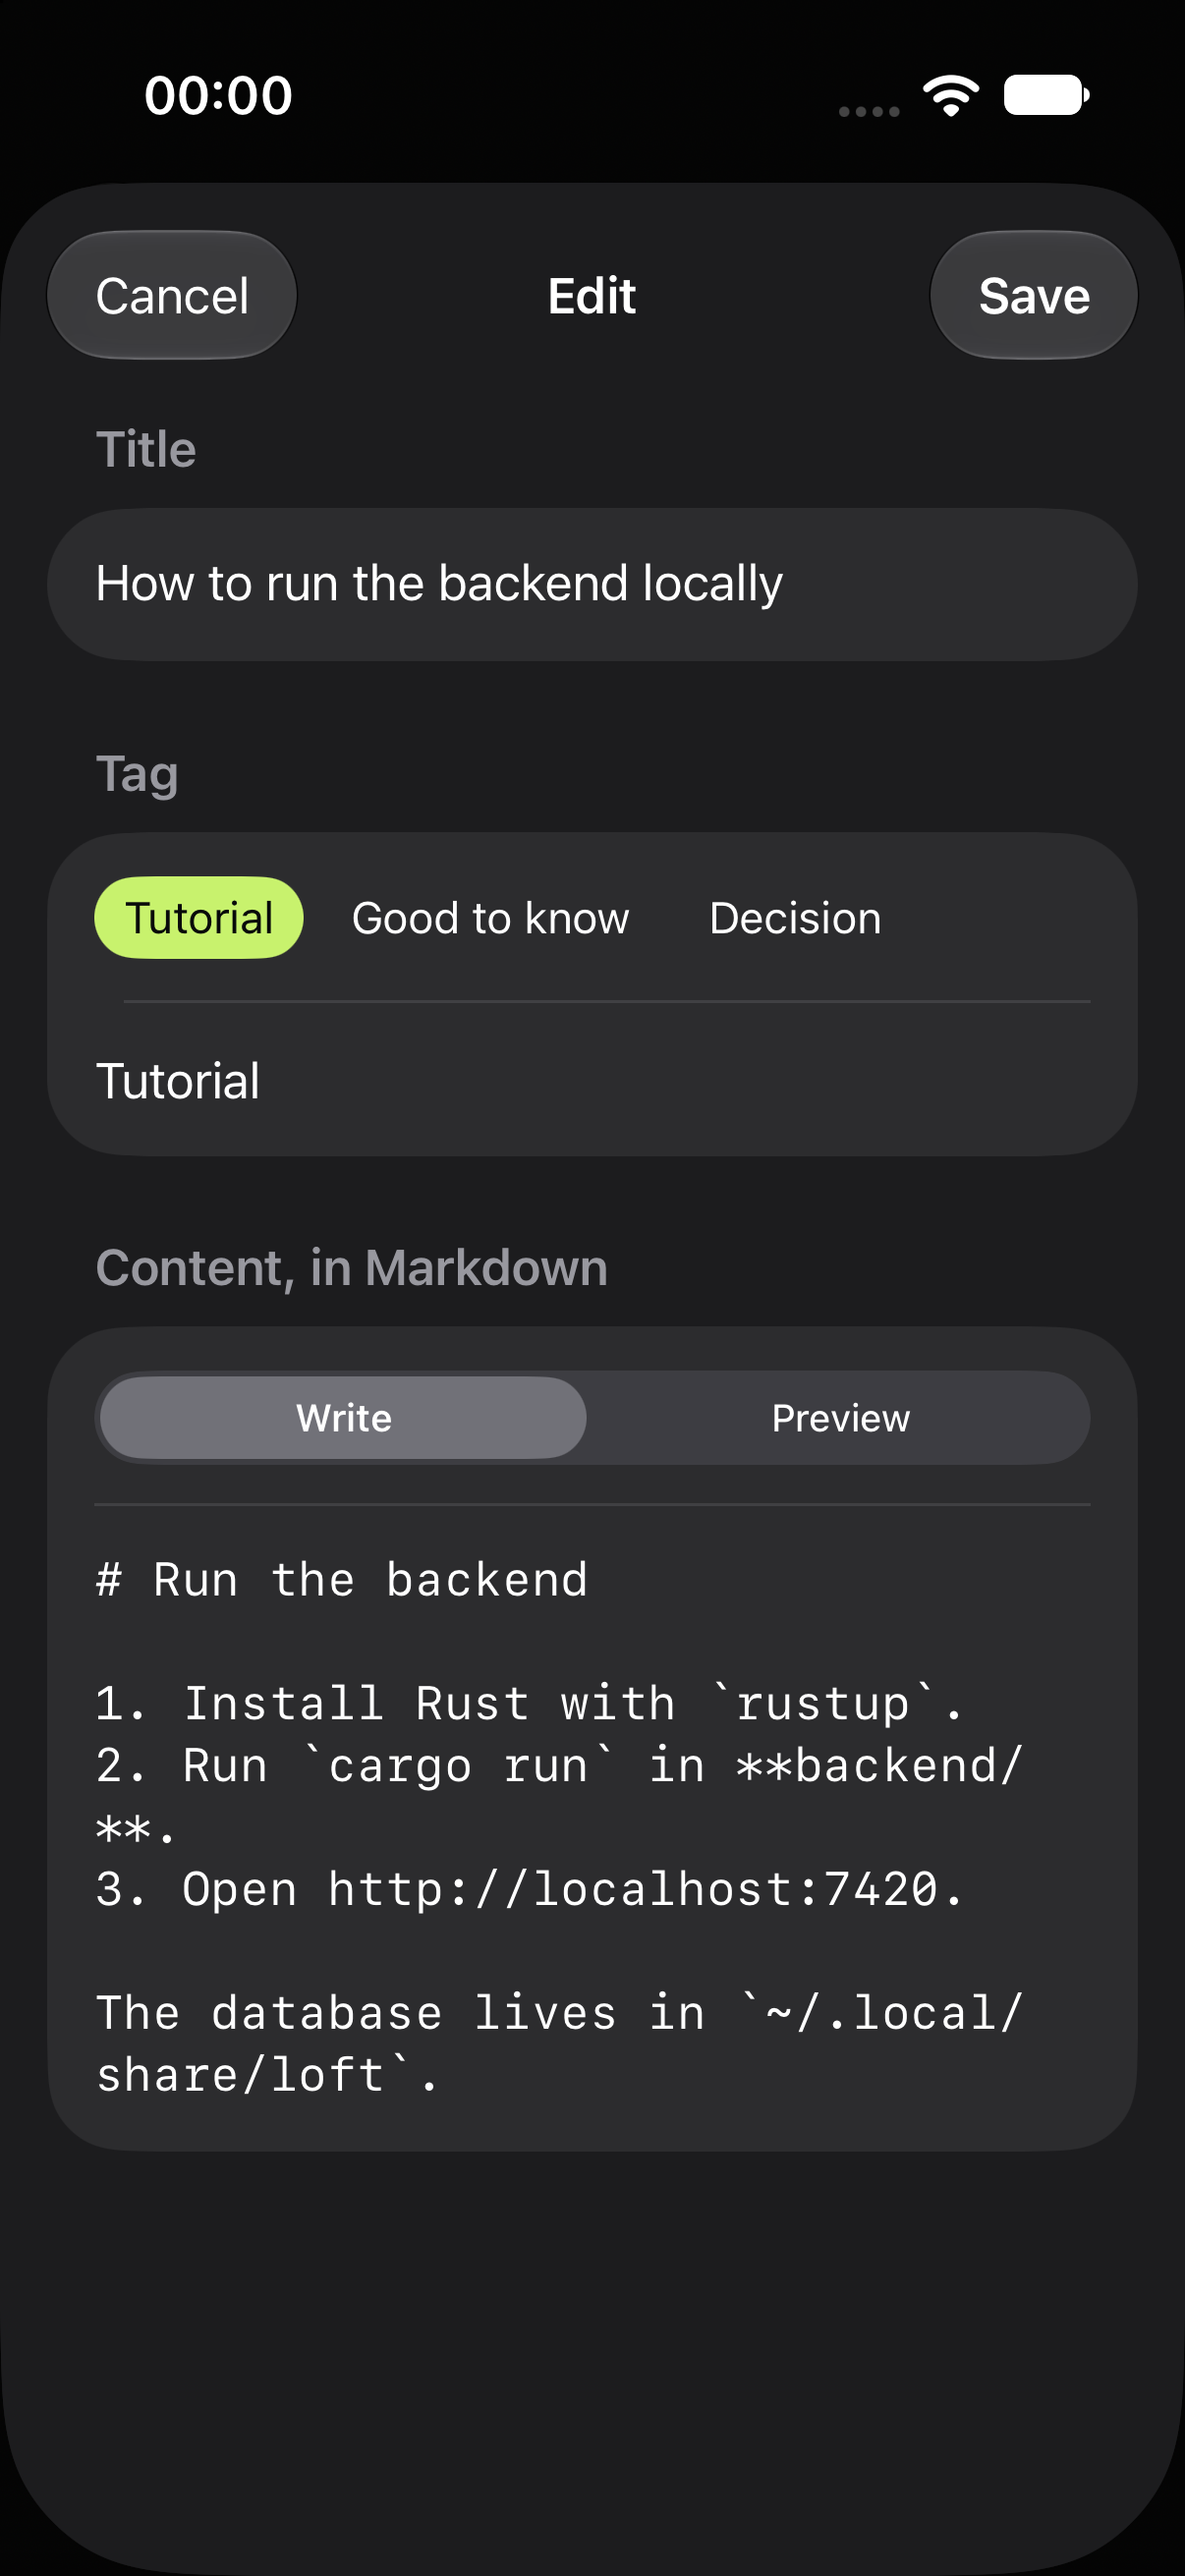 00:00
Cancel
Edit
Save
Title
How to run the backend locally
Tag
Tutorial
Good to know
Decision
Tutorial
Content, in Markdown
Write
Preview
# Run the backend
1. Install Rust with `rustup`.
2. Run `cargo run` in **backend/
**.
3. Open http://localhost:7420.
The database lives in `~/.local/
share/loft`.